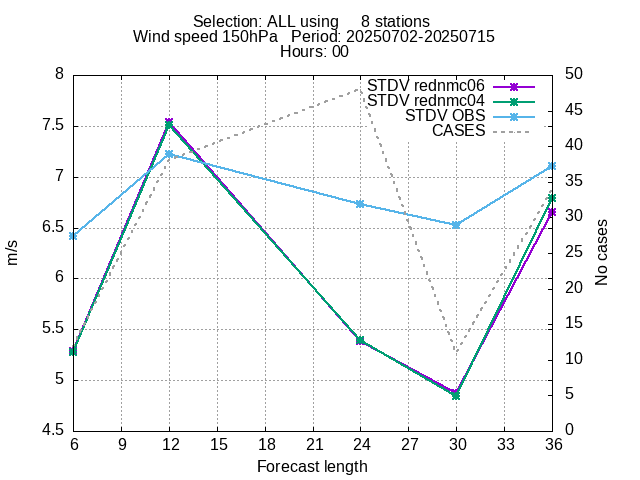 Selection: ALL using     8 stations
Wind speed 150hPa   Period: 20250702-20250715
Hours: 00
STDV rednmc06
STDV rednmc04
STDV OBS
CASES
8
7.5
7
6.5
6
5.5
5
4.5
m/s
50
45
40
35
30
25
20
15
10
5
0
No cases
6 9 12 15 18 21 24 27 30 33 36
Forecast length